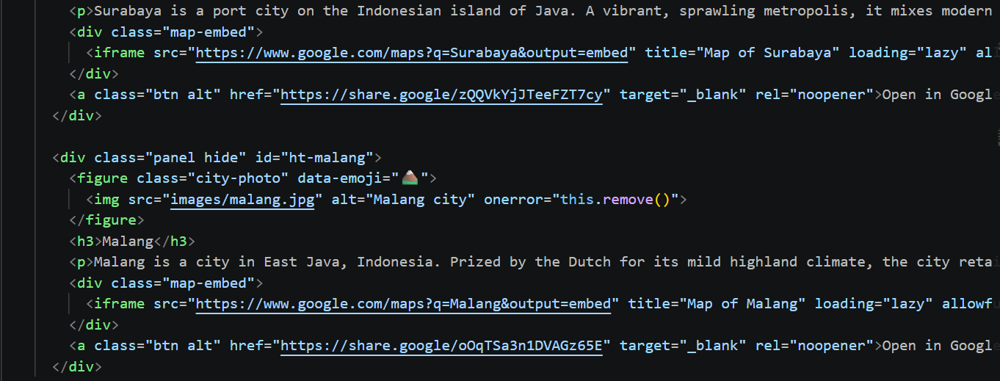 <p>Surabaya is a port city on the Indonesian island of Java. A vibrant, sprawling metropolis, it mixes modern
<div class="map-embed">
<iframe src="https://www.google.com/maps?q=Surabaya&output=embed" title="Map of Surabaya" loading="lazy" al
</div>
<a class="btn alt" href="https://share.google/zQQVkYjJTeeFZT7cy" target="_blank" rel="noopener">Open in Googl
</div>
<div class="panel hide" id="ht-malang">
<figure class="city-photo" data-emoji="⛰️">
<img src="images/malang.jpg" alt="Malang city" onerror="this.remove()">
</figure>
<h3>Malang</h3>
<p>Malang is a city in East Java, Indonesia. Prized by the Dutch for its mild highland climate, the city retai
<div class="map-embed">
<iframe src="https://www.google.com/maps?q=Malang&output=embed" title="Map of Malang" loading="lazy" allowf
</div>
<a class="btn alt" href="https://share.google/oOqTSa3n1DVAGz65E" target="_blank" rel="noopener">Open in Googl
</div>